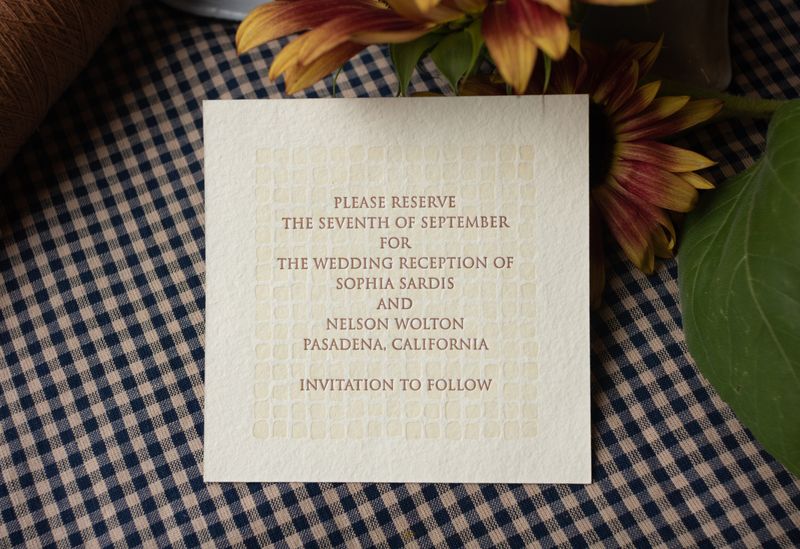 PLEASE RESERVE
THE SEVENTH OF SEPTEMBER
FOR
THE WEDDING RECEPTION OF
SOPHIA SARDIS
AND
NELSON WOLTON
PASADENA, CALIFORNIA
INVITATION TO FOLLOW